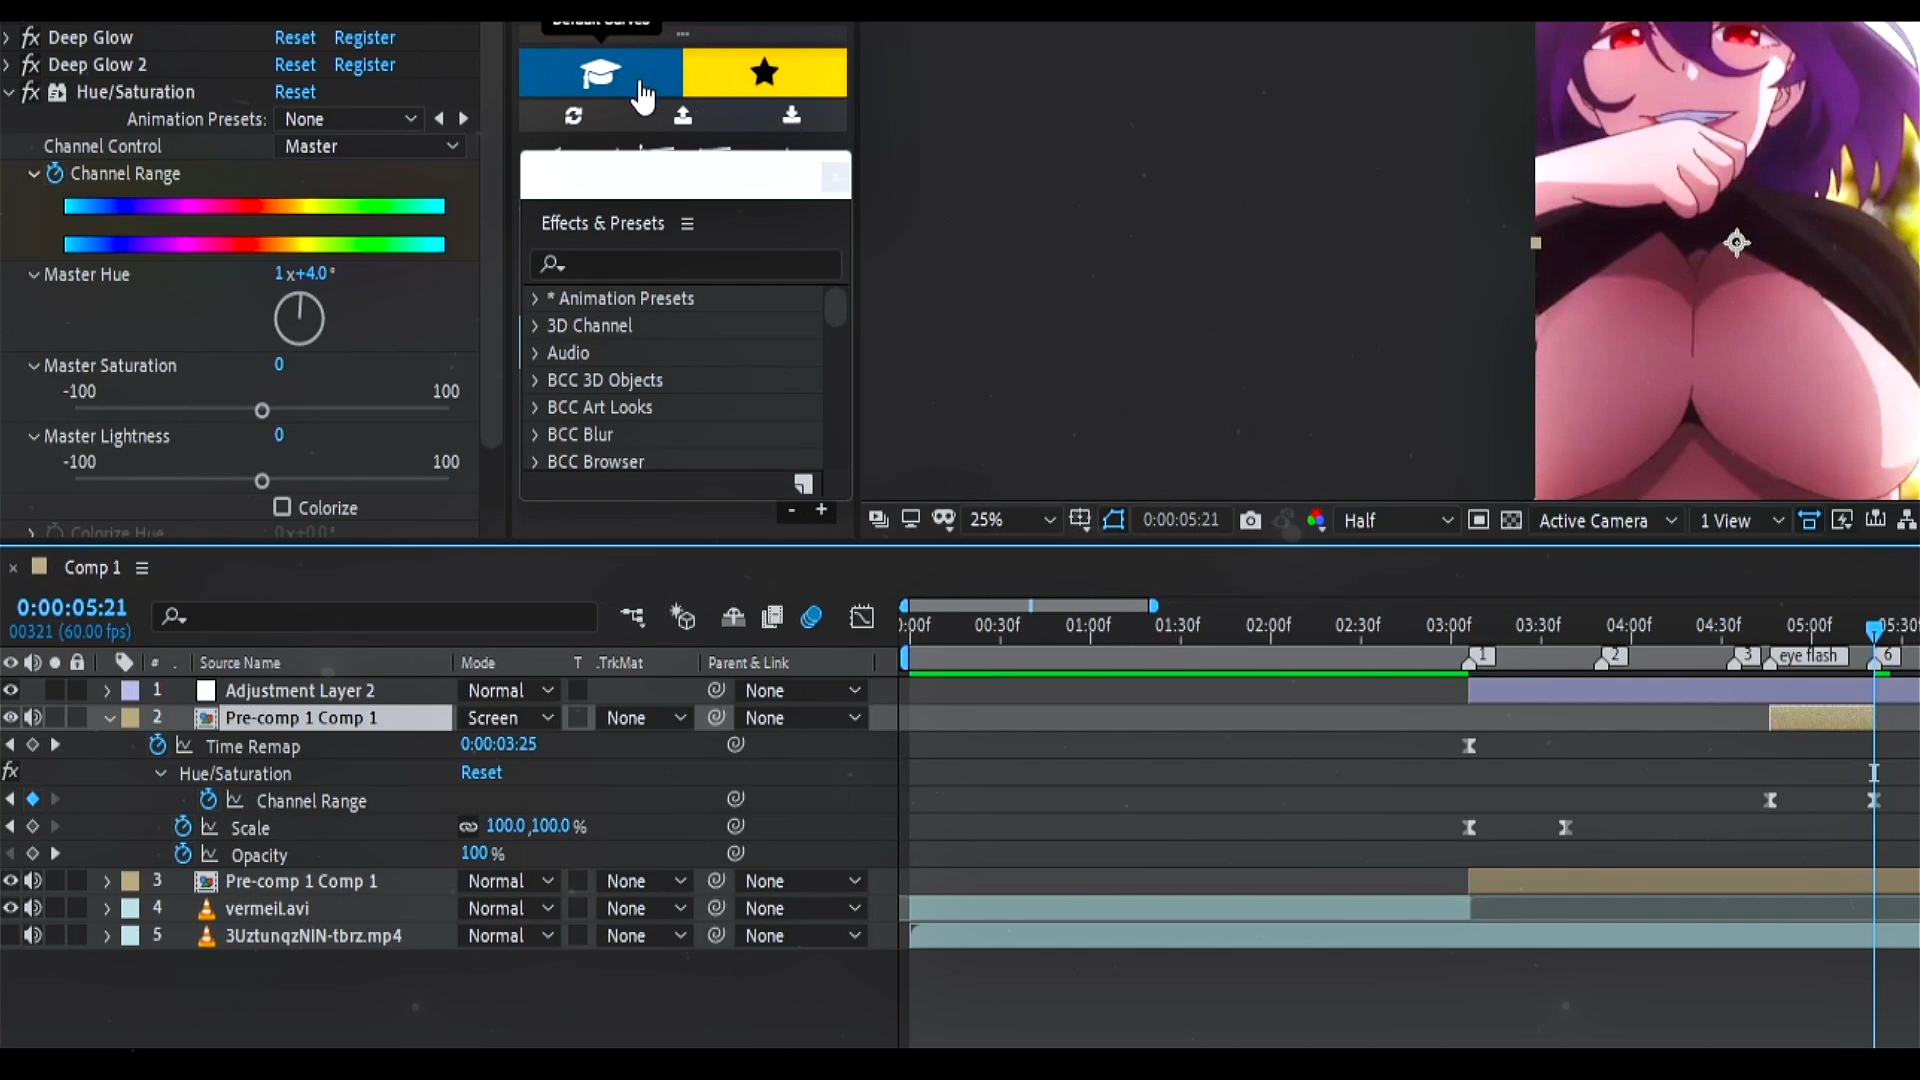 Default Curves
Deep Glow Reset Register
Deep Glow 2 Reset Register
Hue/Saturation Reset
Animation Presets: None
Channel Control Master
Channel Range
Master Hue 1x+4.0°
Master Saturation 0
-100 100
Master Lightness 0
-100 100
Colorize
Colorize Hue 0x+0.0°
Effects & Presets
* Animation Presets
3D Channel
Audio
BCC 3D Objects
BCC Art Looks
BCC Blur
BCC Browser
- +
25% 0:00:05:21 Half Active Camera 1 View
Comp 1
0:00:05:21
00321 (60.00 fps)
:00f 00:30f 01:00f 01:30f 02:00f 02:30f 03:00f 03:30f 04:00f 04:30f 05:00f 05:30f
# Source Name Mode T .TrkMat Parent & Link
1 2 3 eye flash 6
1 Adjustment Layer 2 Normal None
2 Pre-comp 1 Comp 1 Screen None None
Time Remap 0:00:03:25
fx Hue/Saturation Reset
Channel Range
Scale 100.0,100.0%
Opacity 100%
3 Pre-comp 1 Comp 1 Normal None None
4 vermeil.avi Normal None None
5 3UztunqzNIN-tbrz.mp4 Normal None None